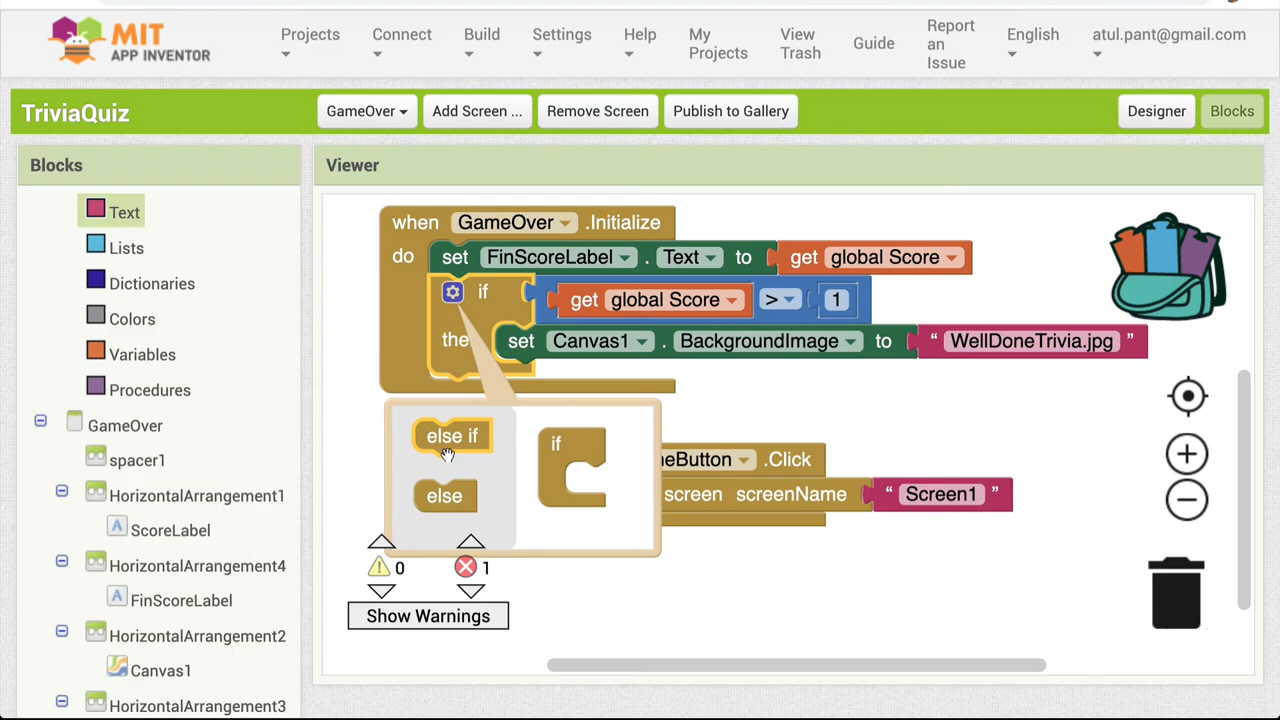 MIT
APP INVENTOR
Projects
Connect
Build
Settings
Help
My Projects
View Trash
Guide
Report an Issue
English
atul.pant@gmail.com
TriviaQuiz
GameOver
Add Screen ...
Remove Screen
Publish to Gallery
Designer
Blocks
Blocks
Viewer
Text
Lists
Dictionaries
Colors
Variables
Procedures
GameOver
spacer1
HorizontalArrangement1
A ScoreLabel
HorizontalArrangement4
A FinScoreLabel
HorizontalArrangement2
Canvas1
HorizontalArrangement3
when GameOver .Initialize
do set FinScoreLabel . Text to get global Score
if get global Score > 1
the set Canvas1 . BackgroundImage to " WellDoneTrivia.jpg "
else if
else
if
eButton .Click
screen screenName " Screen1 "
0
1
Show Warnings